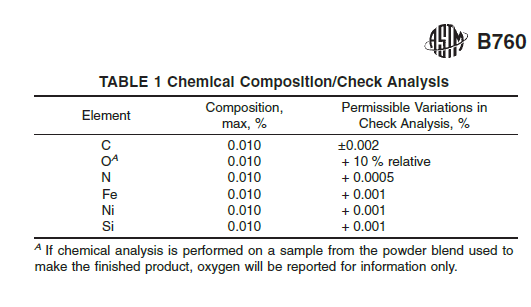 ASTM B760
TABLE 1 Chemical Composition/Check Analysis
Element Composition, max, % Permissible Variations in Check Analysis, %
C 0.010 ±0.002
Oᴬ 0.010 + 10 % relative
N 0.010 + 0.0005
Fe 0.010 + 0.001
Ni 0.010 + 0.001
Si 0.010 + 0.001
ᴬ If chemical analysis is performed on a sample from the powder blend used to
make the finished product, oxygen will be reported for information only.